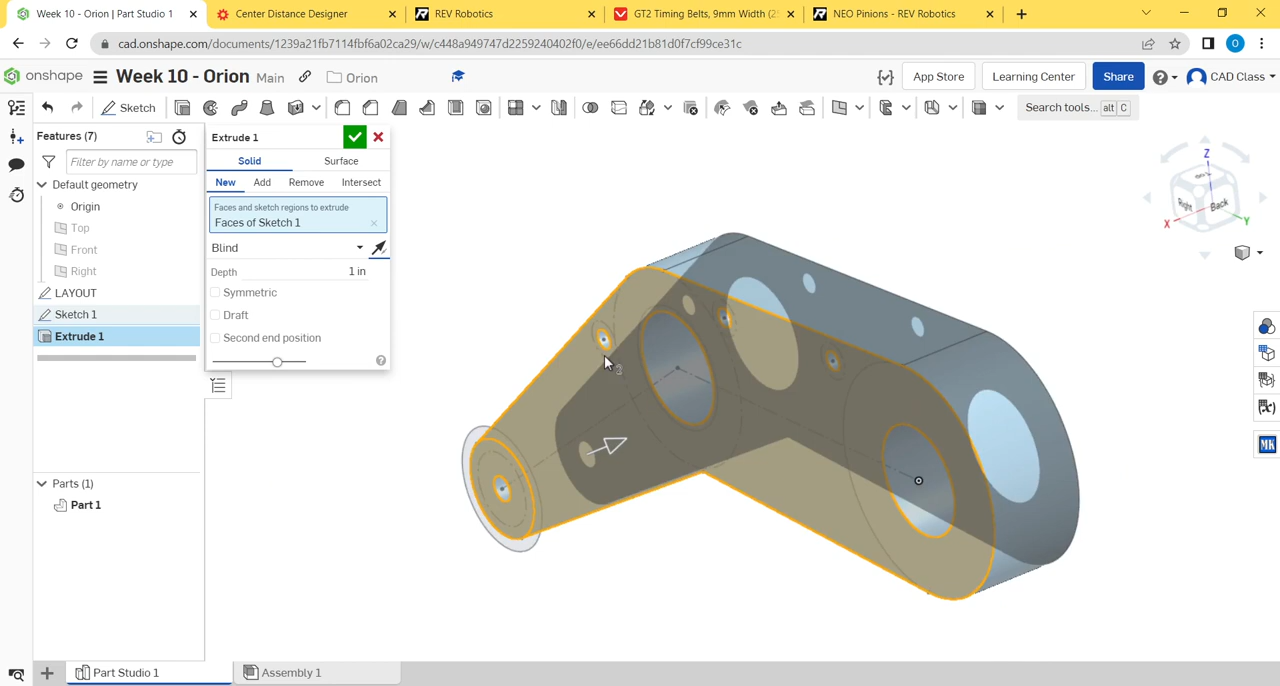 Week 10 - Orion | Part Studio 1
Center Distance Designer
REV Robotics
GT2 Timing Belts, 9mm Width (2
NEO Pinions - REV Robotics
cad.onshape.com/documents/1239a21fb7114fbf6a02ca29/w/c448a949747d3259240402f0/e/ee66dd21b81d0f7cf99ce31c
O
onshape
Week 10 - Orion
Main
Orion
App Store
Learning Center
Share
CAD Class
Sketch
Search tools...
alt C
Features (7)
Filter by name or type
Default geometry
Origin
Top
Front
Right
LAYOUT
Sketch 1
Extrude 1
Parts (1)
Part 1
Extrude 1
Solid
Surface
New
Add
Remove
Intersect
Faces and sketch regions to extrude
Faces of Sketch 1
Blind
Depth
1 in
Symmetric
Draft
Second end position
Z
Right
Back
X
Y
MK
Part Studio 1
Assembly 1